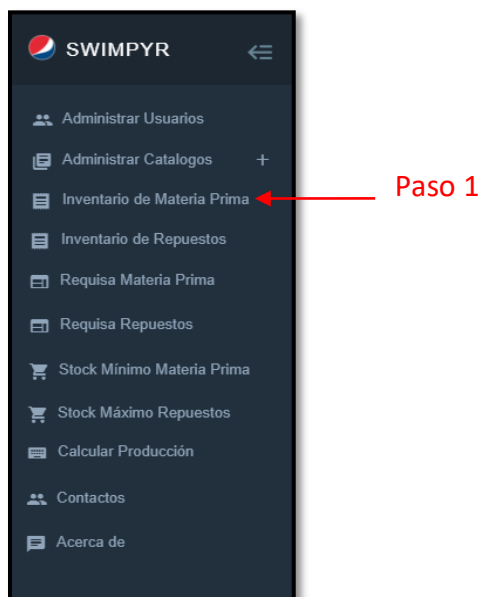 SWIMPYR
Administrar Usuarios
Administrar Catalogos +
Inventario de Materia Prima
Paso 1
Inventario de Repuestos
Requisa Materia Prima
Requisa Repuestos
Stock Mínimo Materia Prima
Stock Máximo Repuestos
Calcular Producción
Contactos
Acerca de